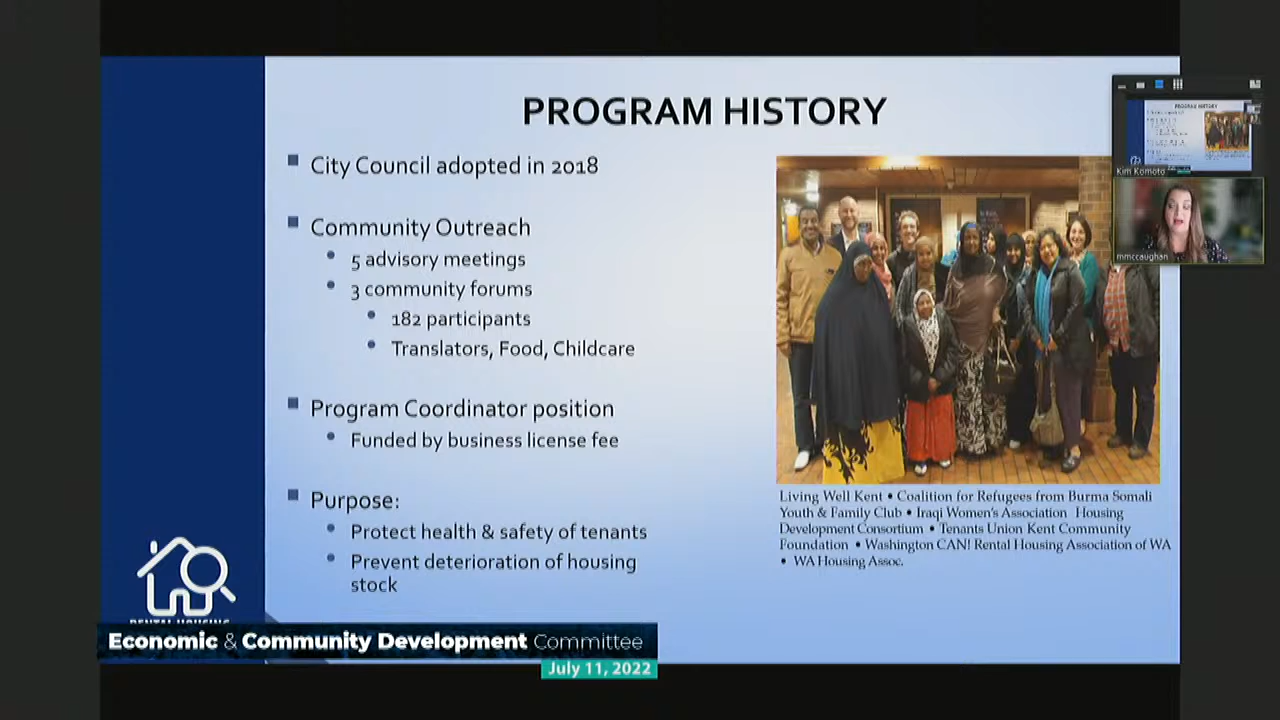 PROGRAM HISTORY
City Council adopted in 2018
Community Outreach
5 advisory meetings
3 community forums
182 participants
Translators, Food, Childcare
Program Coordinator position
Funded by business license fee
Purpose:
Protect health & safety of tenants
Prevent deterioration of housing
stock
Living Well Kent • Coalition for Refugees from Burma Somali
Youth & Family Club • Iraqi Women's Association Housing
Development Consortium • Tenants Union Kent Community
Foundation • Washington CAN! Rental Housing Association of WA
• WA Housing Assoc.
PROGRAM HISTORY
Kim Komoto
mmccaughan
RENTAL HOUSING
Economic & Community Development Committee
July 11, 2022